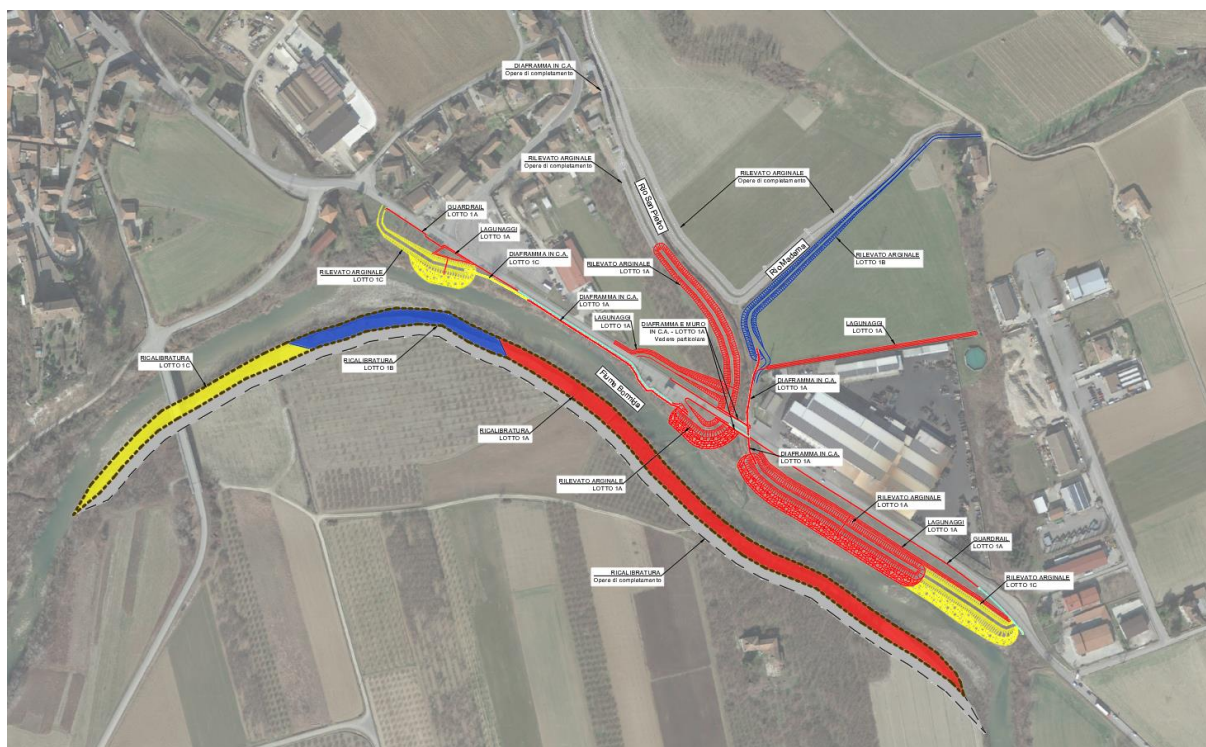 DIAFRAMMA IN C.A.
Opere di completamento
RILEVATO ARGINALE
Opere di completamento
RILEVATO ARGINALE
Opere di completamento
Rio San Pietro
GUARDRAIL
LOTTO 1A
LAGUNAGGI
LOTTO 1A
DIAFRAMMA IN C.A.
LOTTO 1C
RILEVATO ARGINALE
LOTTO 1A
Rio Maderna
RILEVATO ARGINALE
LOTTO 1B
RILEVATO ARGINALE
LOTTO 1C
DIAFRAMMA IN C.A.
LOTTO 1A
LAGUNAGGI
LOTTO 1A
DIAFRAMMA E MURO
IN C.A. - LOTTO 1A
Vedere particolare
LAGUNAGGI
LOTTO 1A
RICALIBRATURA
LOTTO 1C
RICALIBRATURA
LOTTO 1B
Fiume Bormida
DIAFRAMMA IN C.A.
LOTTO 1A
RICALIBRATURA
LOTTO 1A
DIAFRAMMA IN C.A.
LOTTO 1A
RILEVATO ARGINALE
LOTTO 1A
RILEVATO ARGINALE
LOTTO 1A
LAGUNAGGI
LOTTO 1A
GUARDRAIL
LOTTO 1A
RICALIBRATURA
Opere di completamento
RILEVATO ARGINALE
LOTTO 1C